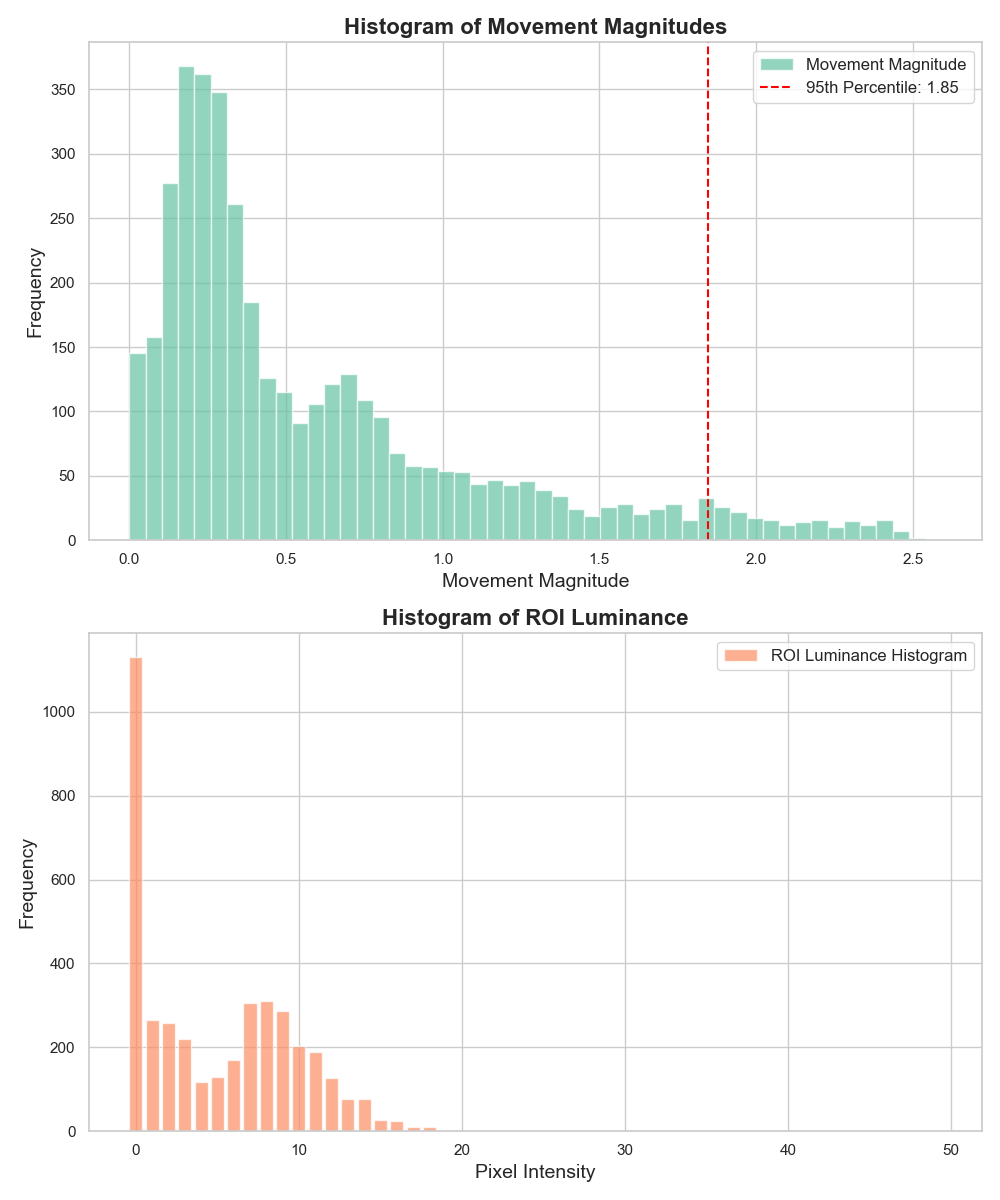 Histogram of Movement Magnitudes
Movement Magnitude
95th Percentile: 1.85
Frequency
350
300
250
200
150
100
50
0
0.0 0.5 1.0 1.5 2.0 2.5
Movement Magnitude
Histogram of ROI Luminance
ROI Luminance Histogram
Frequency
1000
800
600
400
200
0
0 10 20 30 40 50
Pixel Intensity